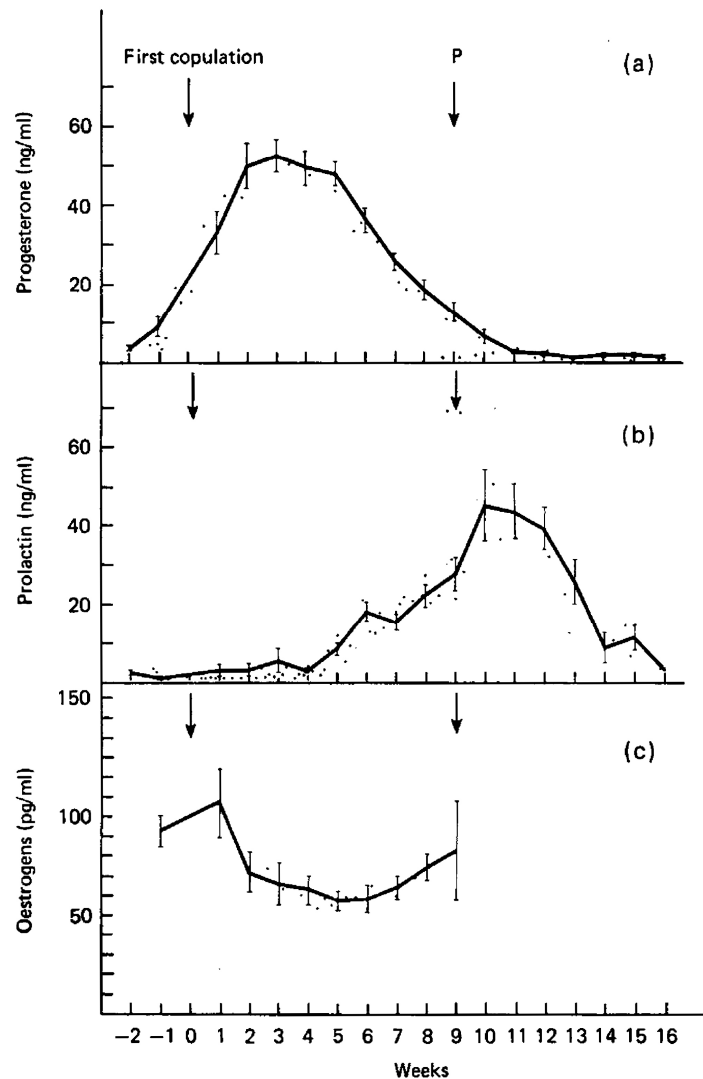 First copulation
P
(a)
Progesterone (ng/ml)
60
40
20
(b)
Prolactin (ng/ml)
60
40
20
(c)
Oestrogens (pg/ml)
150
100
50
−2 −1 0 1 2 3 4 5 6 7 8 9 10 11 12 13 14 15 16
Weeks